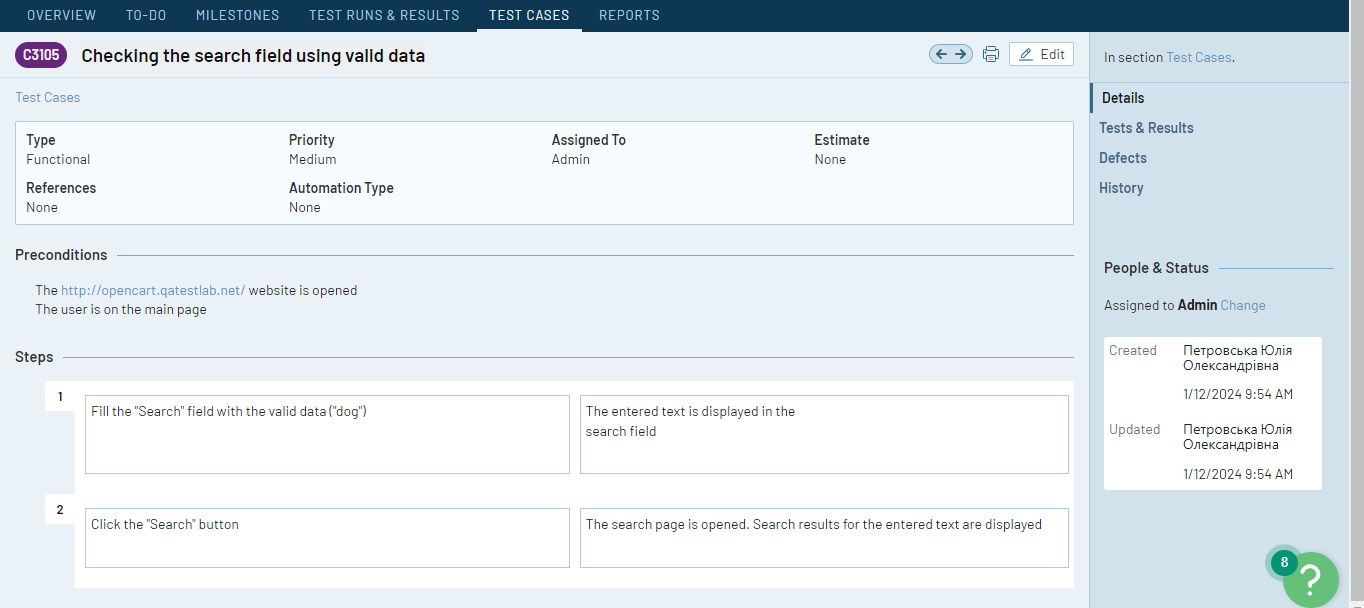 OVERVIEW TO-DO MILESTONES TEST RUNS & RESULTS TEST CASES REPORTS
C3105 Checking the search field using valid data Edit
Test Cases
Type Priority Assigned To Estimate
Functional Medium Admin None
References Automation Type
None None
Preconditions
The http://opencart.qatestlab.net/ website is opened
The user is on the main page
Steps
1
Fill the "Search" field with the valid data ("dog")
The entered text is displayed in the
search field
2
Click the "Search" button
The search page is opened. Search results for the entered text are displayed
In section Test Cases.
Details
Tests & Results
Defects
History
People & Status
Assigned to Admin Change
Created Петровська Юлія
Олександрівна
1/12/2024 9:54 AM
Updated Петровська Юлія
Олександрівна
1/12/2024 9:54 AM
8
?